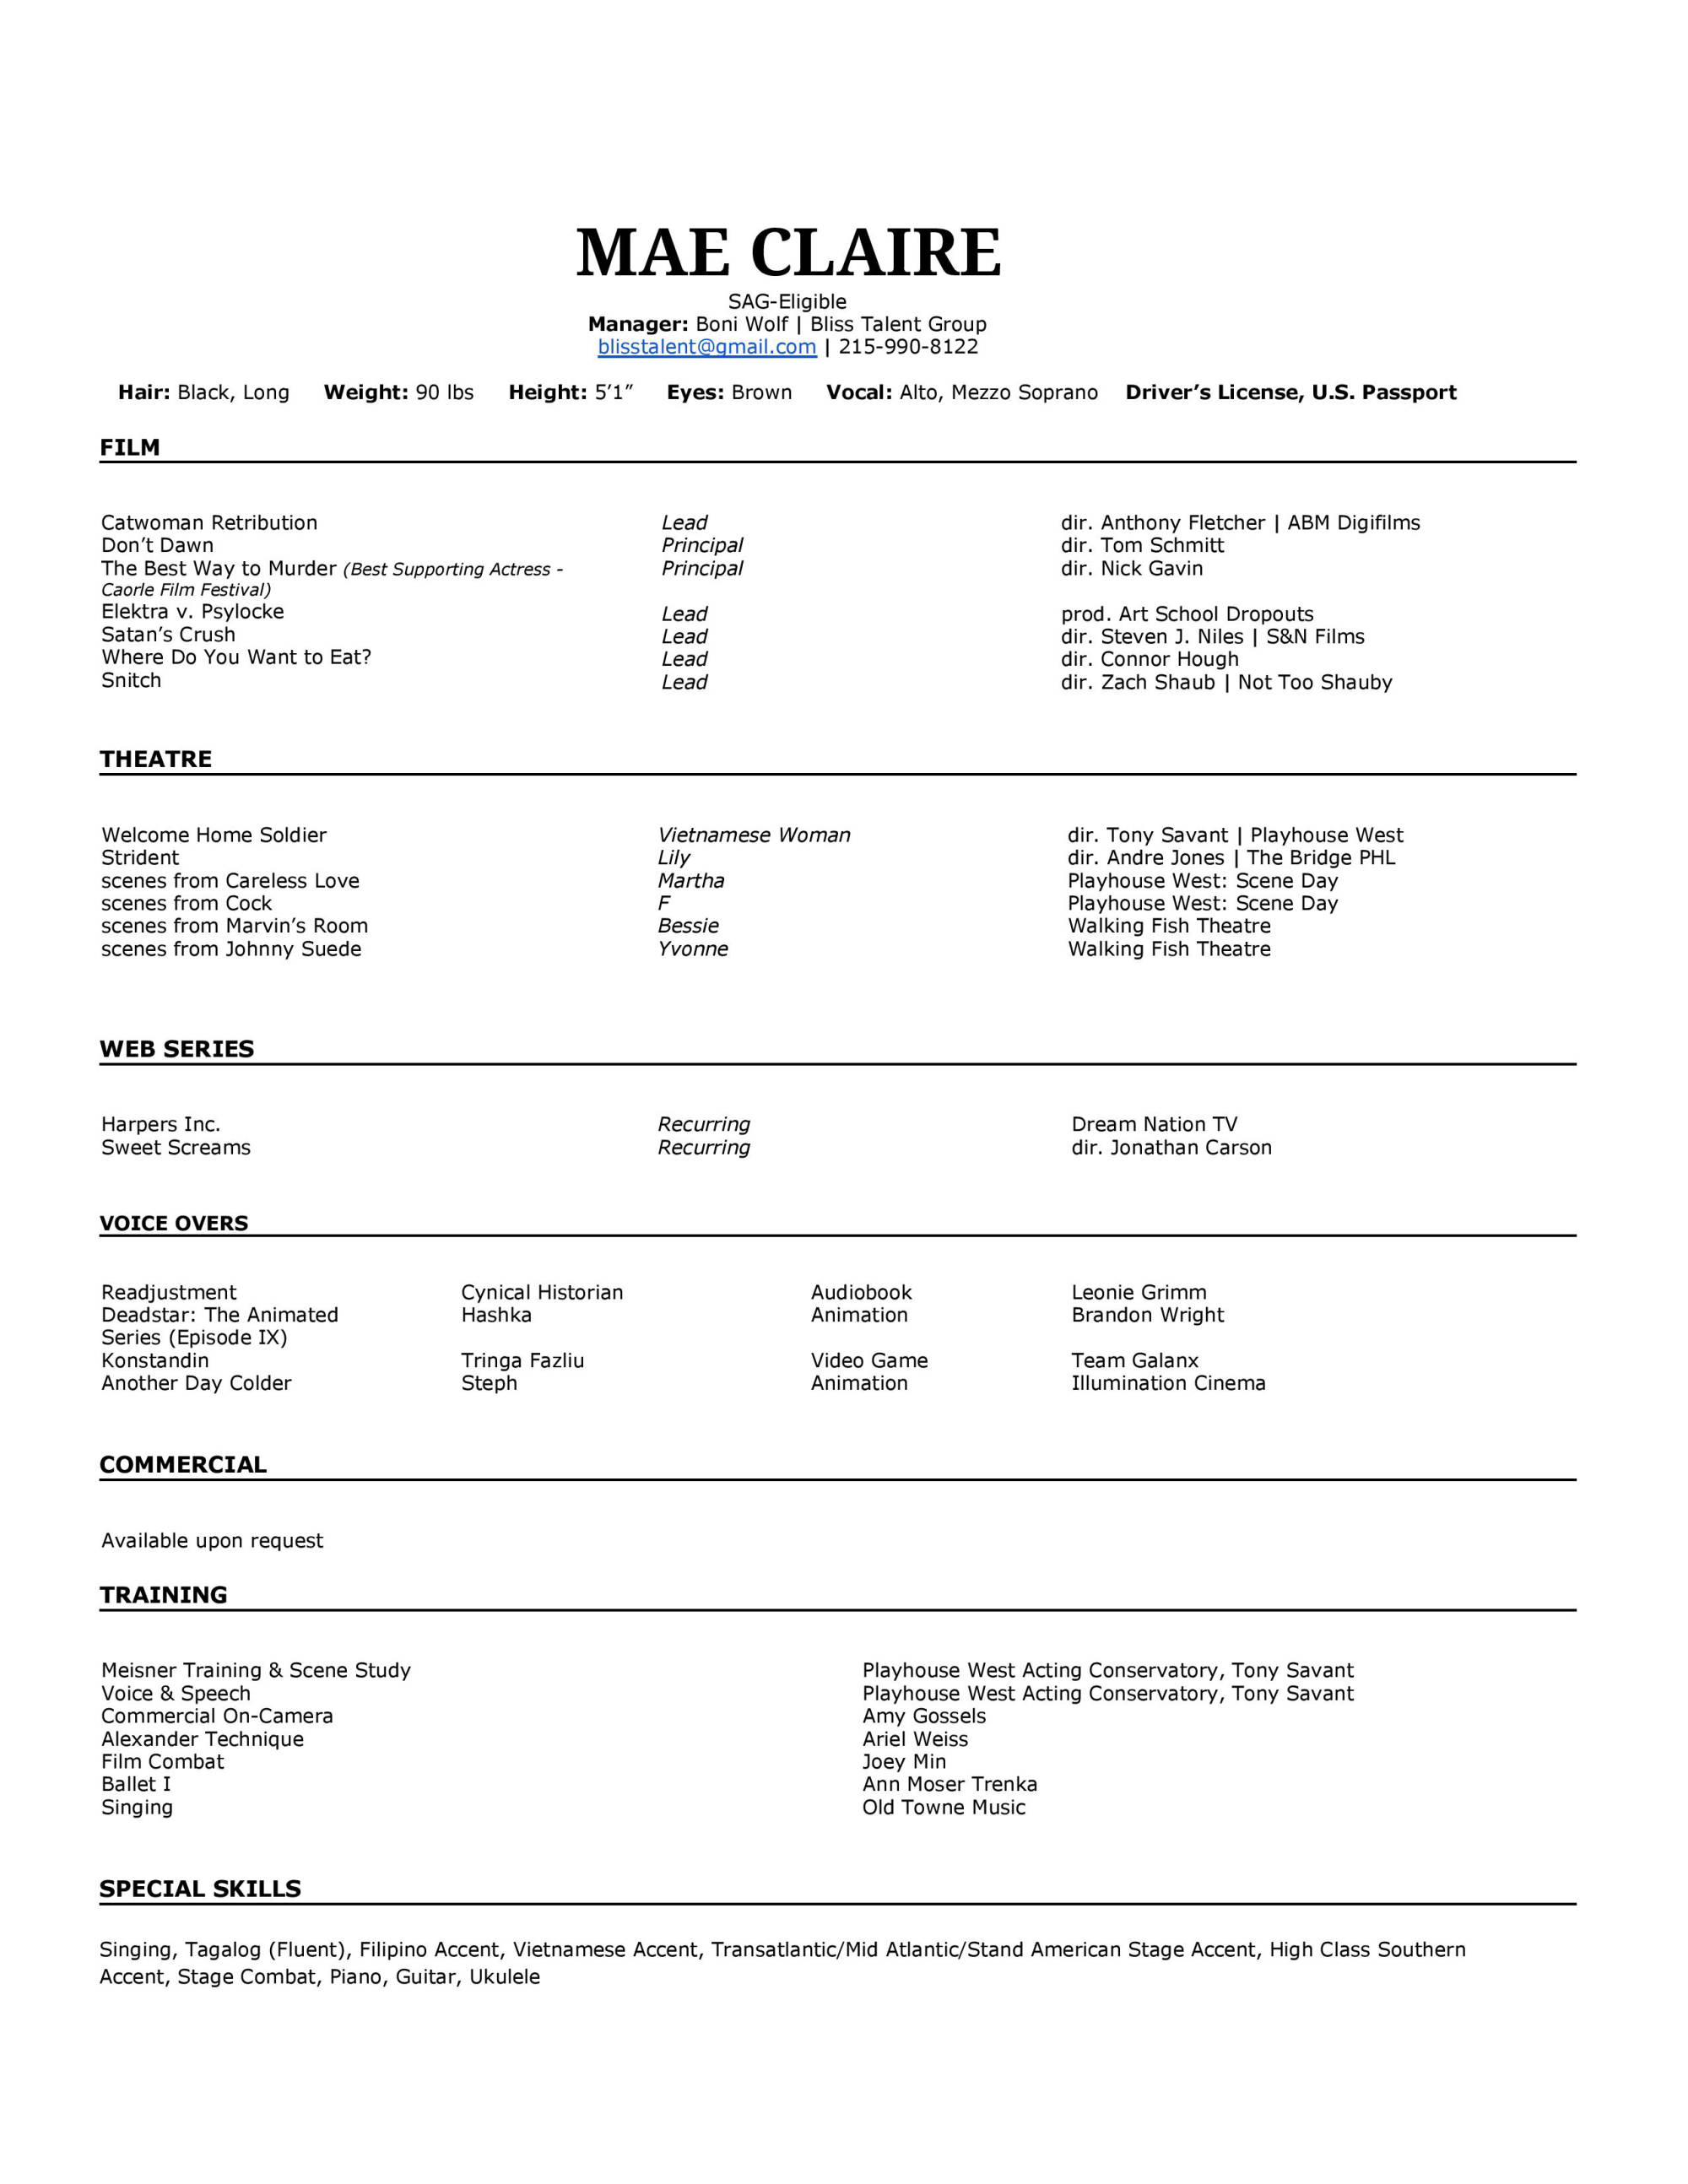 MAE CLAIRE
SAG-Eligible
Manager: Boni Wolf | Bliss Talent Group
blisstalent@gmail.com | 215-990-8122
Hair: Black, Long Weight: 90 lbs Height: 5’1” Eyes: Brown Vocal: Alto, Mezzo Soprano Driver’s License, U.S. Passport
FILM
Catwoman Retribution Lead dir. Anthony Fletcher | ABM Digifilms
Don’t Dawn Principal dir. Tom Schmitt
The Best Way to Murder (Best Supporting Actress - Principal dir. Nick Gavin
Caorle Film Festival)
Elektra v. Psylocke Lead prod. Art School Dropouts
Satan’s Crush Lead dir. Steven J. Niles | S&N Films
Where Do You Want to Eat? Lead dir. Connor Hough
Snitch Lead dir. Zach Shaub | Not Too Shauby
THEATRE
Welcome Home Soldier Vietnamese Woman dir. Tony Savant | Playhouse West
Strident Lily dir. Andre Jones | The Bridge PHL
scenes from Careless Love Martha Playhouse West: Scene Day
scenes from Cock F Playhouse West: Scene Day
scenes from Marvin’s Room Bessie Walking Fish Theatre
scenes from Johnny Suede Yvonne Walking Fish Theatre
WEB SERIES
Harpers Inc. Recurring Dream Nation TV
Sweet Screams Recurring dir. Jonathan Carson
VOICE OVERS
Readjustment Cynical Historian Audiobook Leonie Grimm
Deadstar: The Animated Hashka Animation Brandon Wright
Series (Episode IX)
Konstandin Tringa Fazliu Video Game Team Galanx
Another Day Colder Steph Animation Illumination Cinema
COMMERCIAL
Available upon request
TRAINING
Meisner Training & Scene Study Playhouse West Acting Conservatory, Tony Savant
Voice & Speech Playhouse West Acting Conservatory, Tony Savant
Commercial On-Camera Amy Gossels
Alexander Technique Ariel Weiss
Film Combat Joey Min
Ballet I Ann Moser Trenka
Singing Old Towne Music
SPECIAL SKILLS
Singing, Tagalog (Fluent), Filipino Accent, Vietnamese Accent, Transatlantic/Mid Atlantic/Stand American Stage Accent, High Class Southern
Accent, Stage Combat, Piano, Guitar, Ukulele